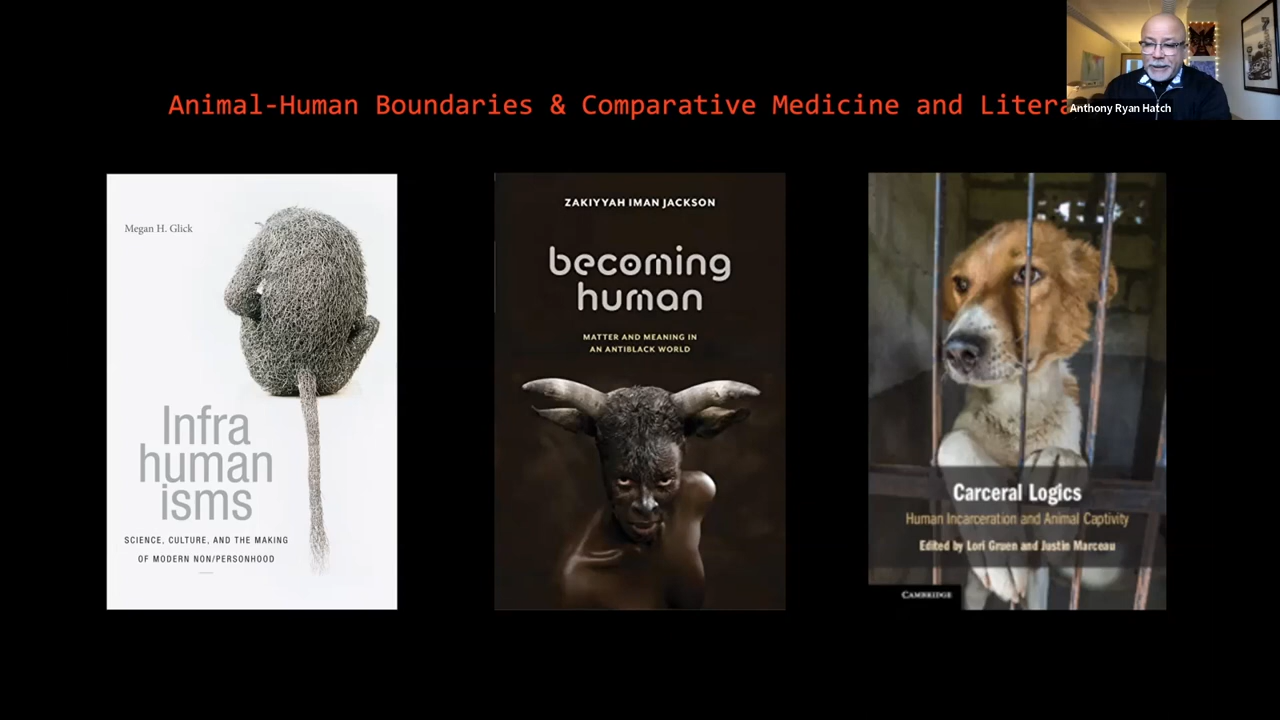 Animal-Human Boundaries & Comparative Medicine and Litera
Anthony Ryan Hatch
Megan H. Glick
Infra
human
isms
SCIENCE, CULTURE, AND THE MAKING
OF MODERN NON/PERSONHOOD
ZAKIYYAH IMAN JACKSON
becoming
human
MATTER AND MEANING IN
AN ANTIBLACK WORLD
Carceral Logics
Human Incarceration and Animal Captivity
Edited by Lori Gruen and Justin Marceau
CAMBRIDGE